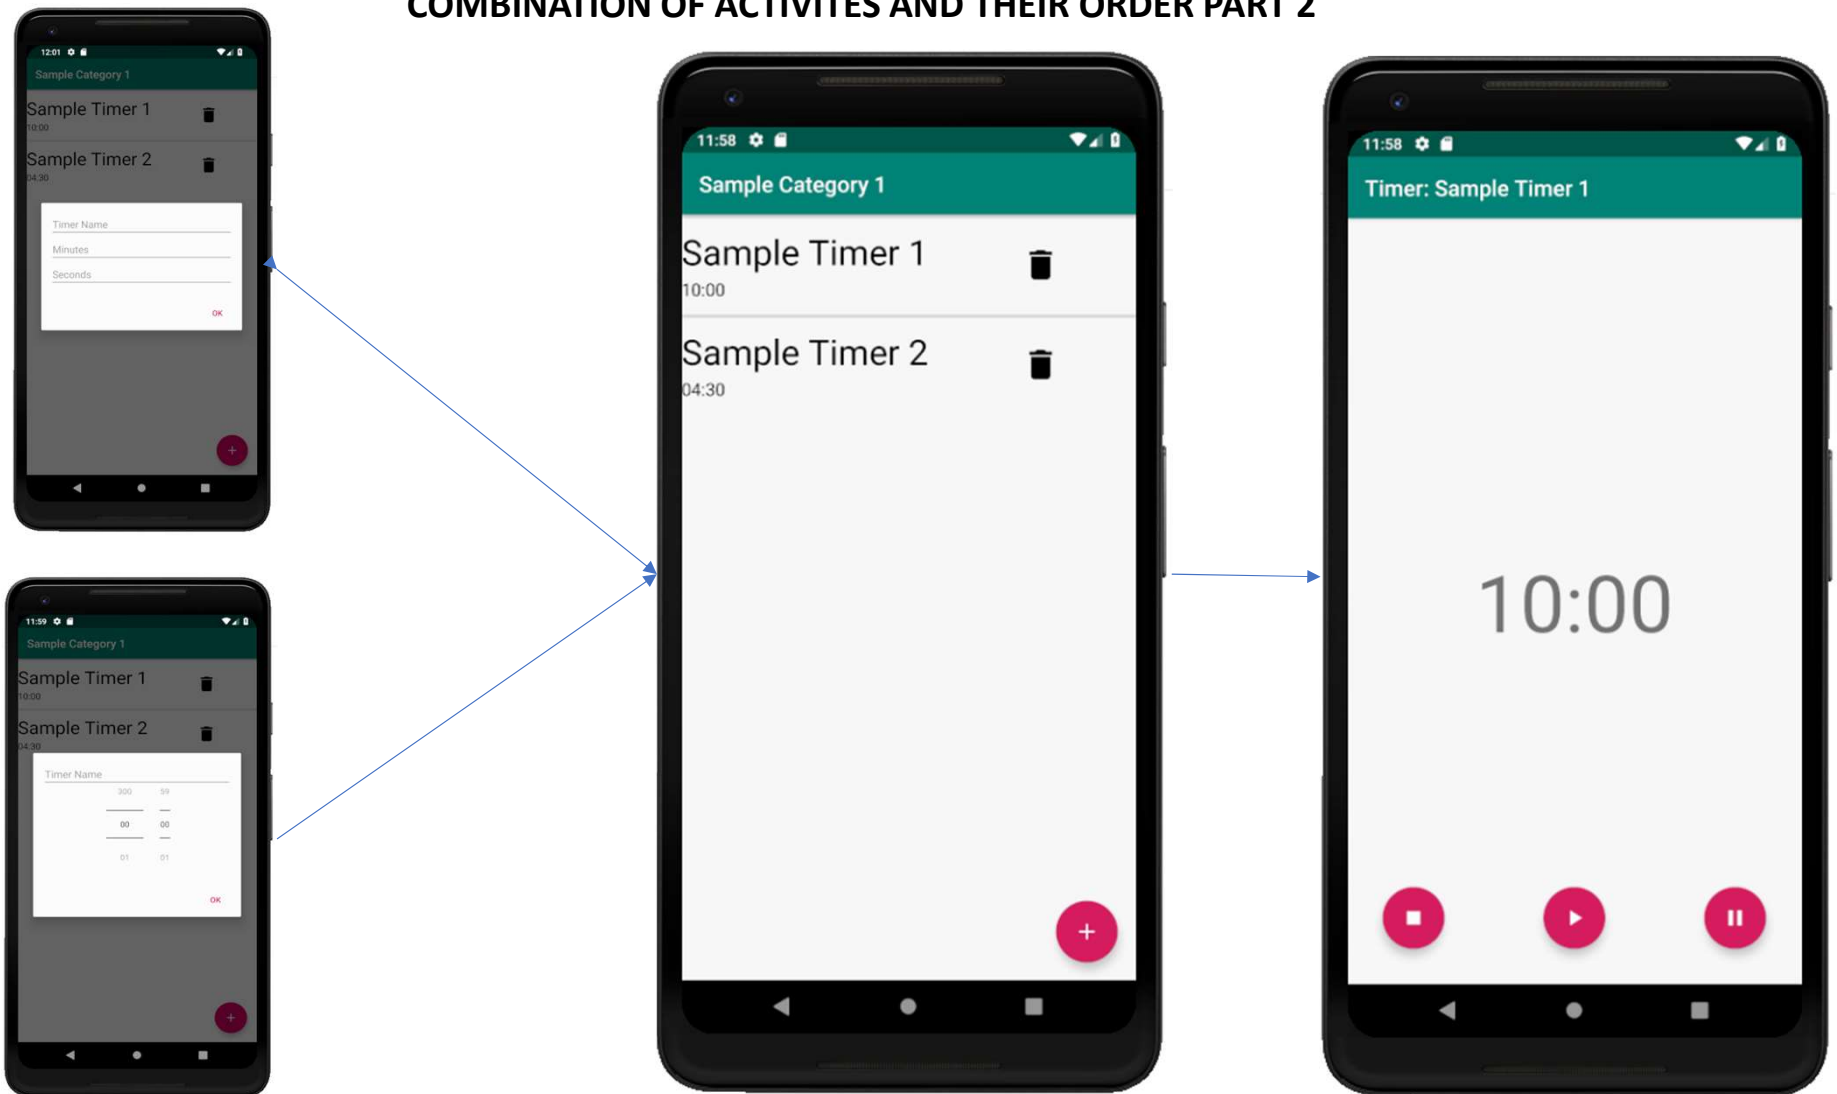 COMBINATION OF ACTIVITES AND THEIR ORDER PART 2
12:01
Sample Category 1
Sample Timer 1
10:00
Sample Timer 2
04:30
Timer Name
Minutes
Seconds
OK
11:59
Sample Category 1
Sample Timer 1
10:00
Sample Timer 2
04:30
Timer Name
300 59
00 00
01 01
OK
11:58
Sample Category 1
Sample Timer 1
10:00
Sample Timer 2
04:30
11:58
Timer: Sample Timer 1
10:00